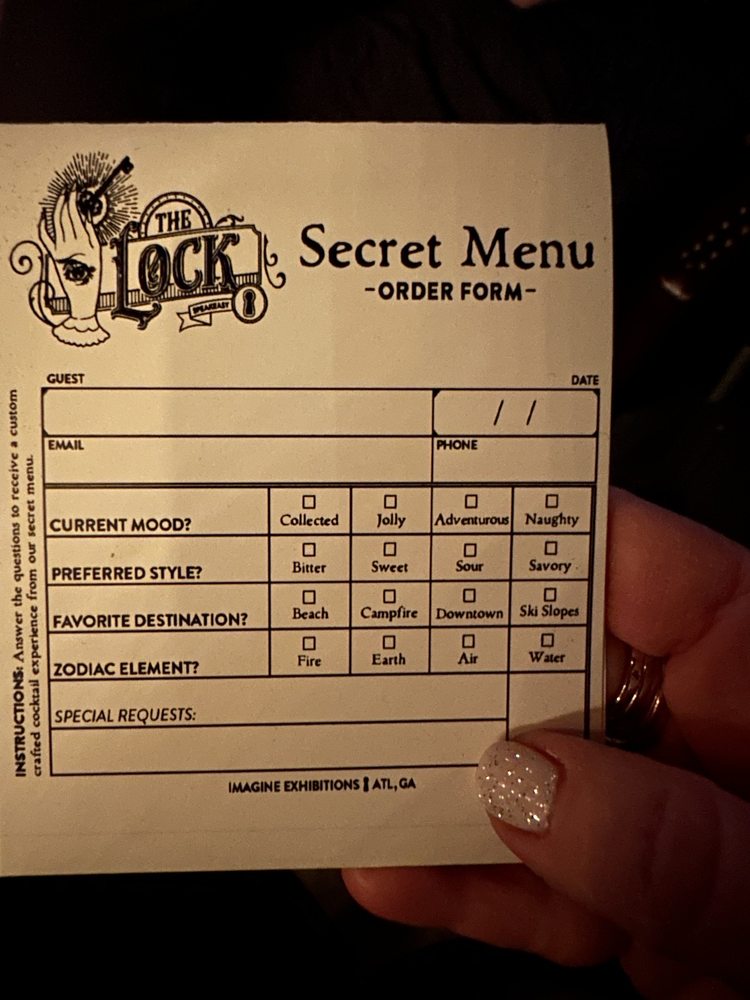 THE
LOCK
SPEAKEASY
Secret Menu
-ORDER FORM-
GUEST DATE
/ /
EMAIL PHONE
CURRENT MOOD? Collected Jolly Adventurous Naughty
PREFERRED STYLE? Bitter Sweet Sour Savory
FAVORITE DESTINATION? Beach Campfire Downtown Ski Slopes
ZODIAC ELEMENT? Fire Earth Air Water
SPECIAL REQUESTS:
IMAGINE EXHIBITIONS ATL, GA
INSTRUCTIONS: Answer the questions to receive a custom
crafted cocktail experience from our secret menu.